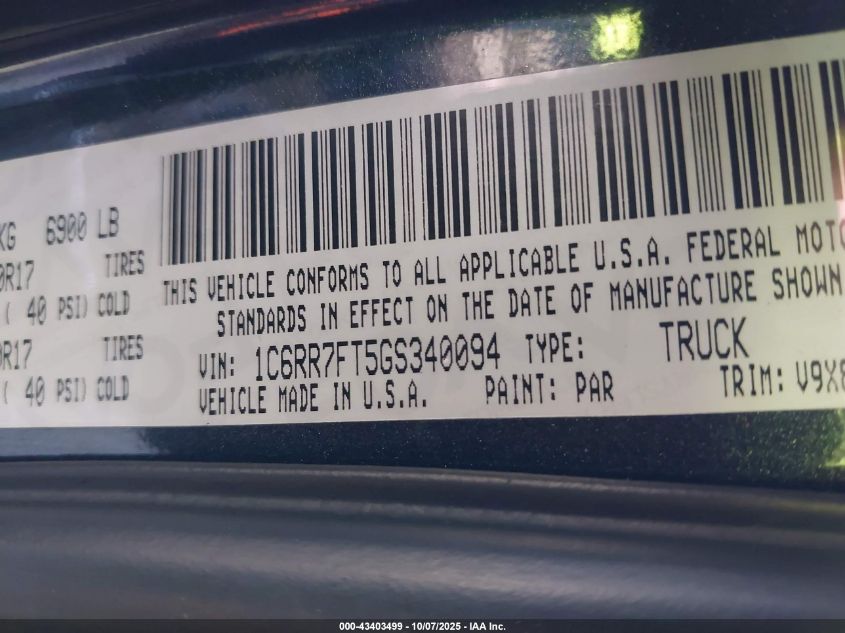 KG 6900 LB
0R17 TIRES
( 40 PSI) COLD
0R17 TIRES
( 40 PSI) COLD
THIS VEHICLE CONFORMS TO ALL APPLICABLE U.S.A. FEDERAL MOTO
STANDARDS IN EFFECT ON THE DATE OF MANUFACTURE SHOWN
VIN: 1C6RR7FT5GS340094 TYPE: TRUCK
VEHICLE MADE IN U.S.A. PAINT: PAR TRIM: V9X8
000-43403499 - 10/07/2025 - IAA Inc.